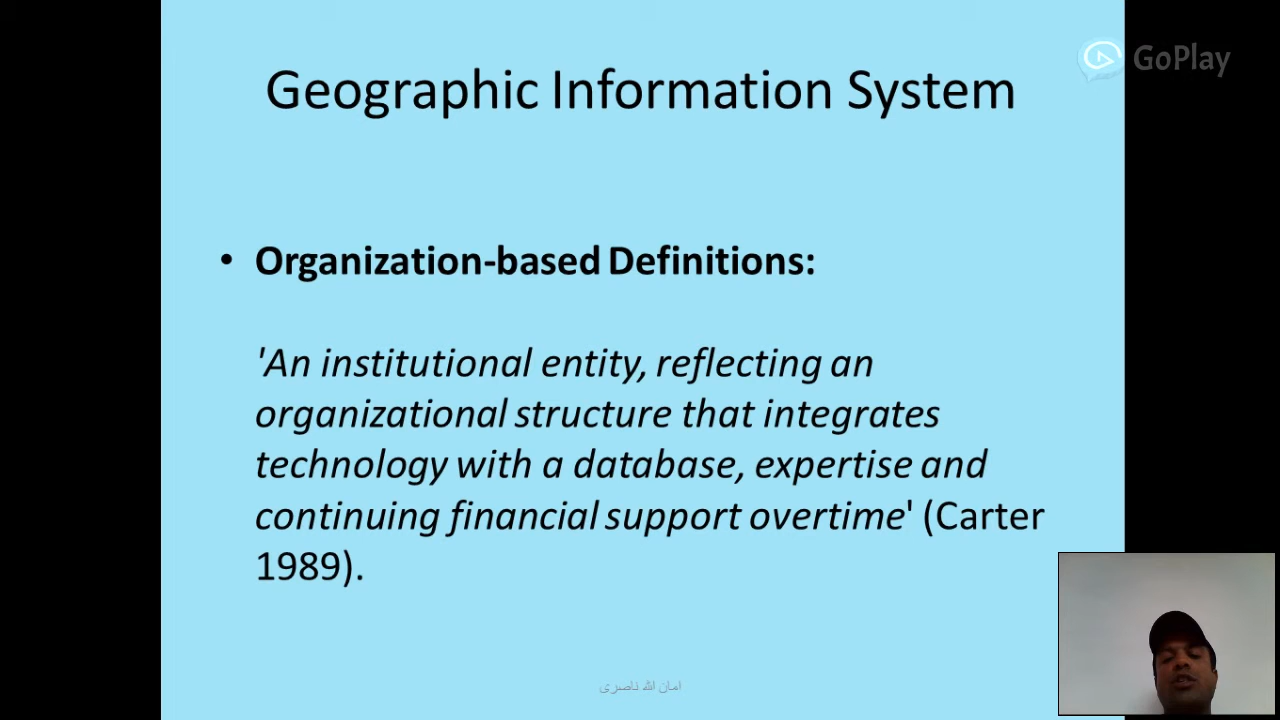 GoPlay
Geographic Information System
• Organization-based Definitions:
'An institutional entity, reflecting an
organizational structure that integrates
technology with a database, expertise and
continuing financial support overtime' (Carter
1989).
امان الله ناصری